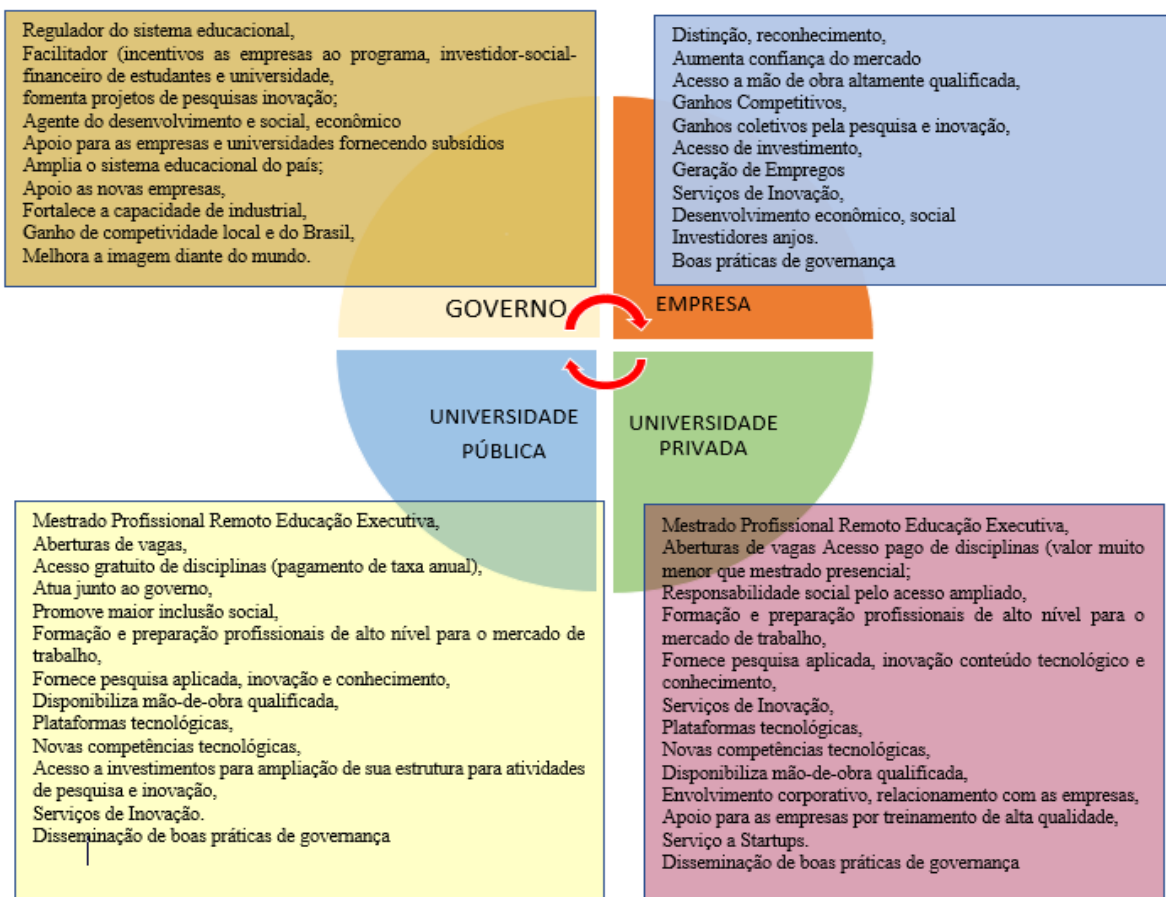 Regulador do sistema educacional,
Facilitador (incentivos as empresas ao programa, investidor-social-
financeiro de estudantes e universidade,
fomenta projetos de pesquisas inovação;
Agente do desenvolvimento e social, econômico
Apoio para as empresas e universidades fornecendo subsídios
Amplia o sistema educacional do país;
Apoio as novas empresas,
Fortalece a capacidade de industrial,
Ganho de competividade local e do Brasil,
Melhora a imagem diante do mundo.
Distinção, reconhecimento,
Aumenta confiança do mercado
Acesso a mão de obra altamente qualificada,
Ganhos Competitivos,
Ganhos coletivos pela pesquisa e inovação,
Acesso de investimento,
Geração de Empregos
Serviços de Inovação,
Desenvolvimento econômico, social
Investidores anjos.
Boas práticas de governança
GOVERNO
EMPRESA
UNIVERSIDADE
PÚBLICA
UNIVERSIDADE
PRIVADA
Mestrado Profissional Remoto Educação Executiva,
Aberturas de vagas,
Acesso gratuito de disciplinas (pagamento de taxa anual),
Atua junto ao governo,
Promove maior inclusão social,
Formação e preparação profissionais de alto nível para o mercado de
trabalho,
Fornece pesquisa aplicada, inovação e conhecimento,
Disponibiliza mão-de-obra qualificada,
Plataformas tecnológicas,
Novas competências tecnológicas,
Acesso a investimentos para ampliação de sua estrutura para atividades
de pesquisa e inovação,
Serviços de Inovação.
Disseminação de boas práticas de governança
Mestrado Profissional Remoto Educação Executiva,
Aberturas de vagas Acesso pago de disciplinas (valor muito
menor que mestrado presencial;
Responsabilidade social pelo acesso ampliado,
Formação e preparação profissionais de alto nível para o
mercado de trabalho,
Fornece pesquisa aplicada, inovação conteúdo tecnológico e
conhecimento,
Serviços de Inovação,
Plataformas tecnológicas,
Novas competências tecnológicas,
Disponibiliza mão-de-obra qualificada,
Envolvimento corporativo, relacionamento com as empresas,
Apoio para as empresas por treinamento de alta qualidade,
Serviço a Startups.
Disseminação de boas práticas de governança